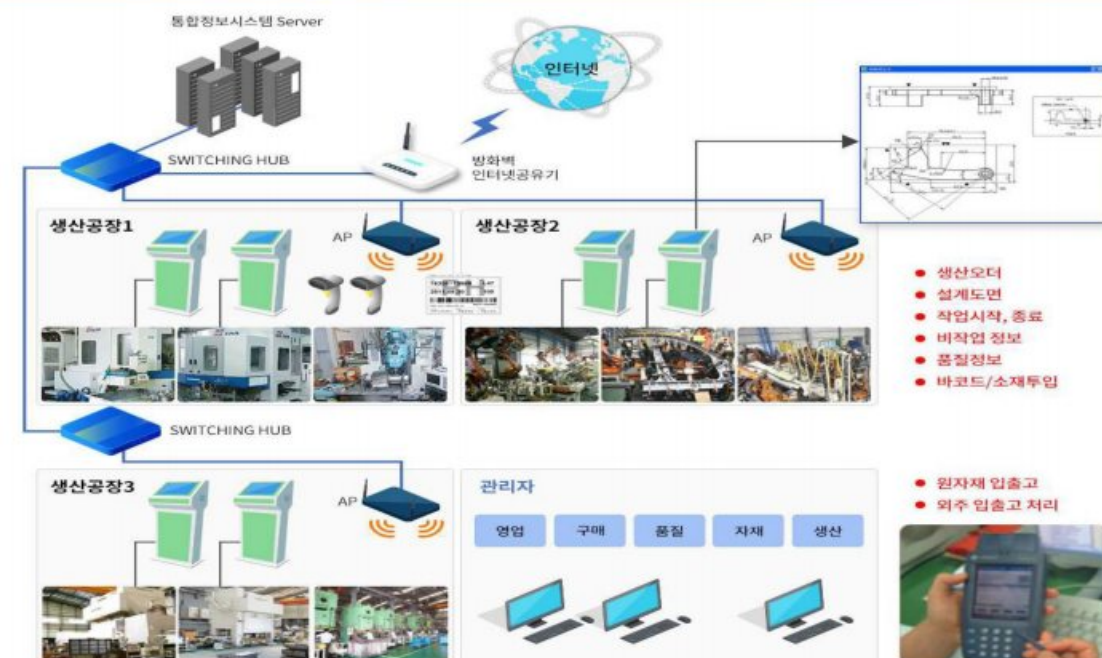 통합정보시스템 Server
인터넷
SWITCHING HUB
방화벽
인터넷공유기
생산공장1
AP
생산공장2
AP
생산오더
설계도면
작업시작, 종료
비작업 정보
품질정보
바코드/소재투입
SWITCHING HUB
생산공장3
AP
관리자
영업
구매
품질
자재
생산
원자재 입출고
외주 입출고 처리